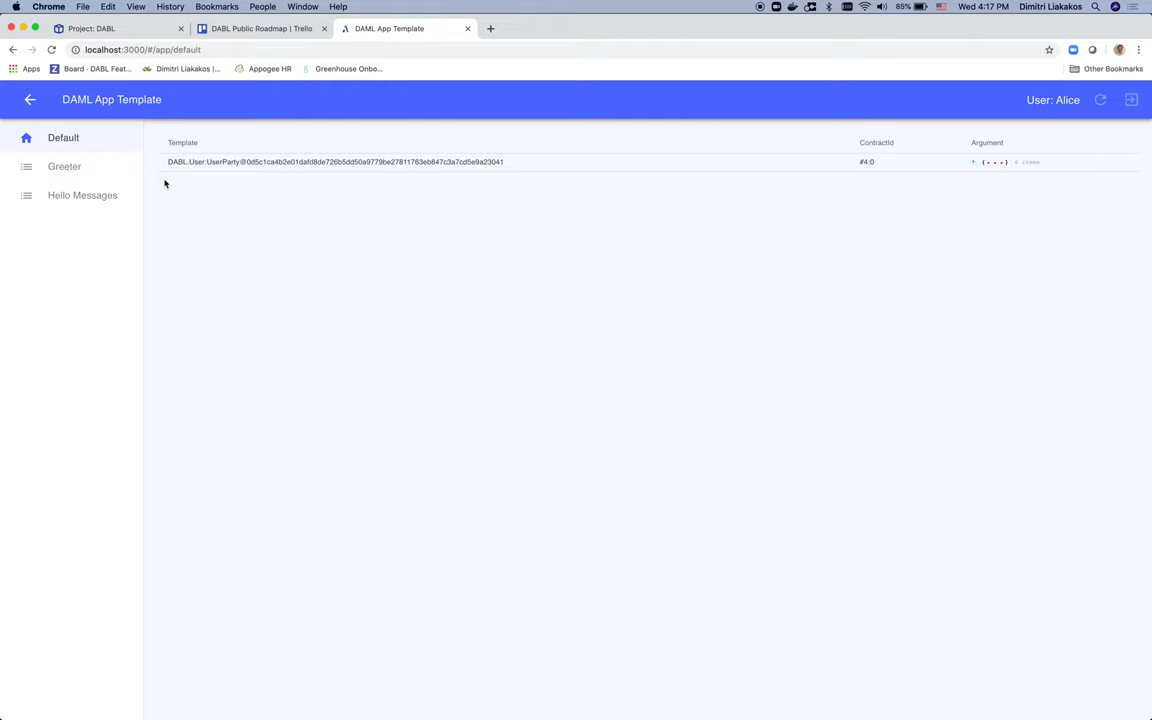 Chrome File Edit View History Bookmarks People Window Help 85% Wed 4:17 PM Dimitri Liakakos
Project: DABL DABL Public Roadmap | Trello DAML App Template
localhost:3000/#/app/default
Apps Board · DABL Feat... Dimitri Liakakos |... Appogee HR Greenhouse Onbo... Other Bookmarks
DAML App Template User: Alice
Default
Greeter
Hello Messages
Template ContractId Argument
DABL.User:UserParty@0d5c1ca4b2e01dafd8de726b5dd50a9779be27811763eb847c3a7cd5e9a23041 #4:0 {...} 6 items